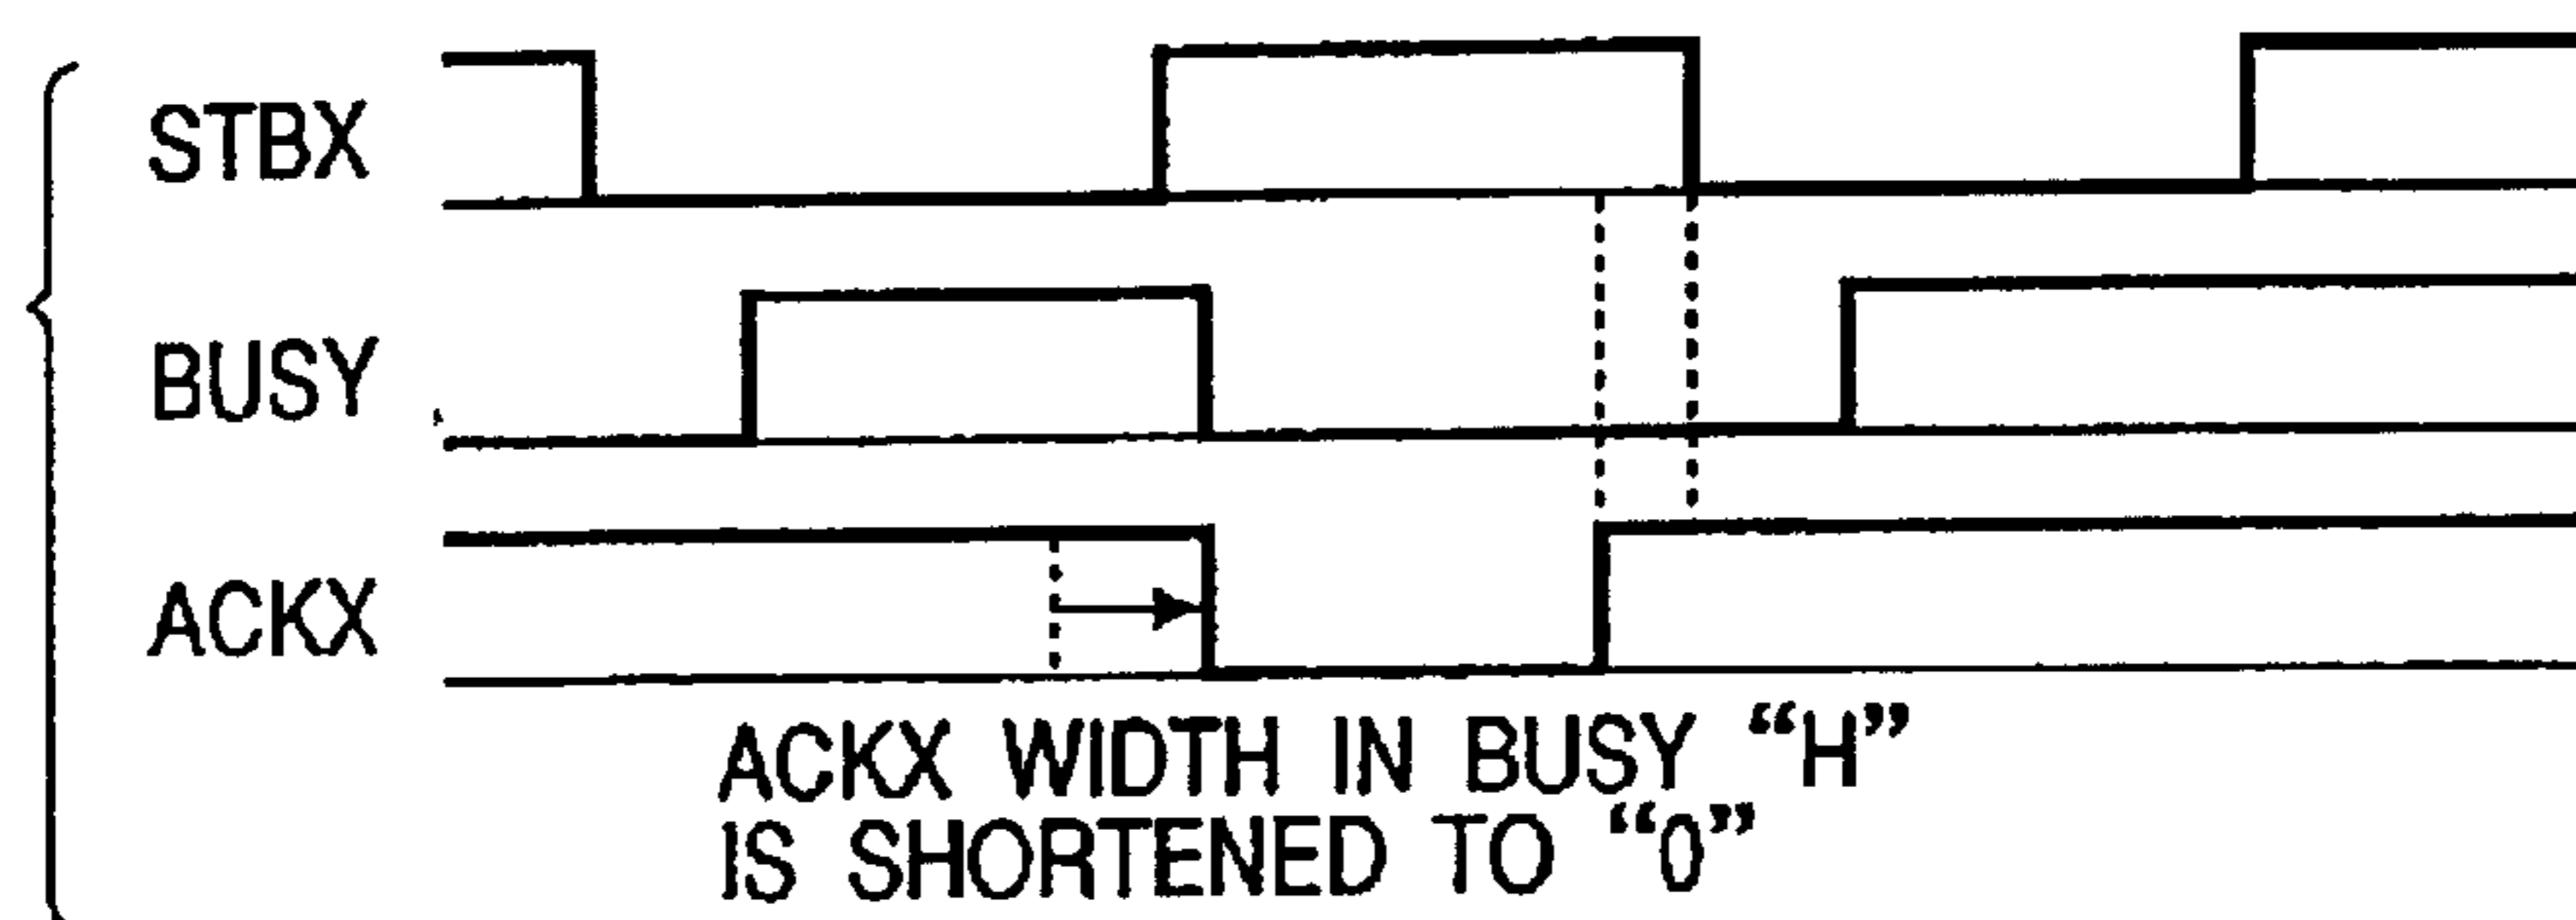 STBX
BUSY
ACKX
ACKX WIDTH IN BUSY “H”
IS SHORTENED TO “0”